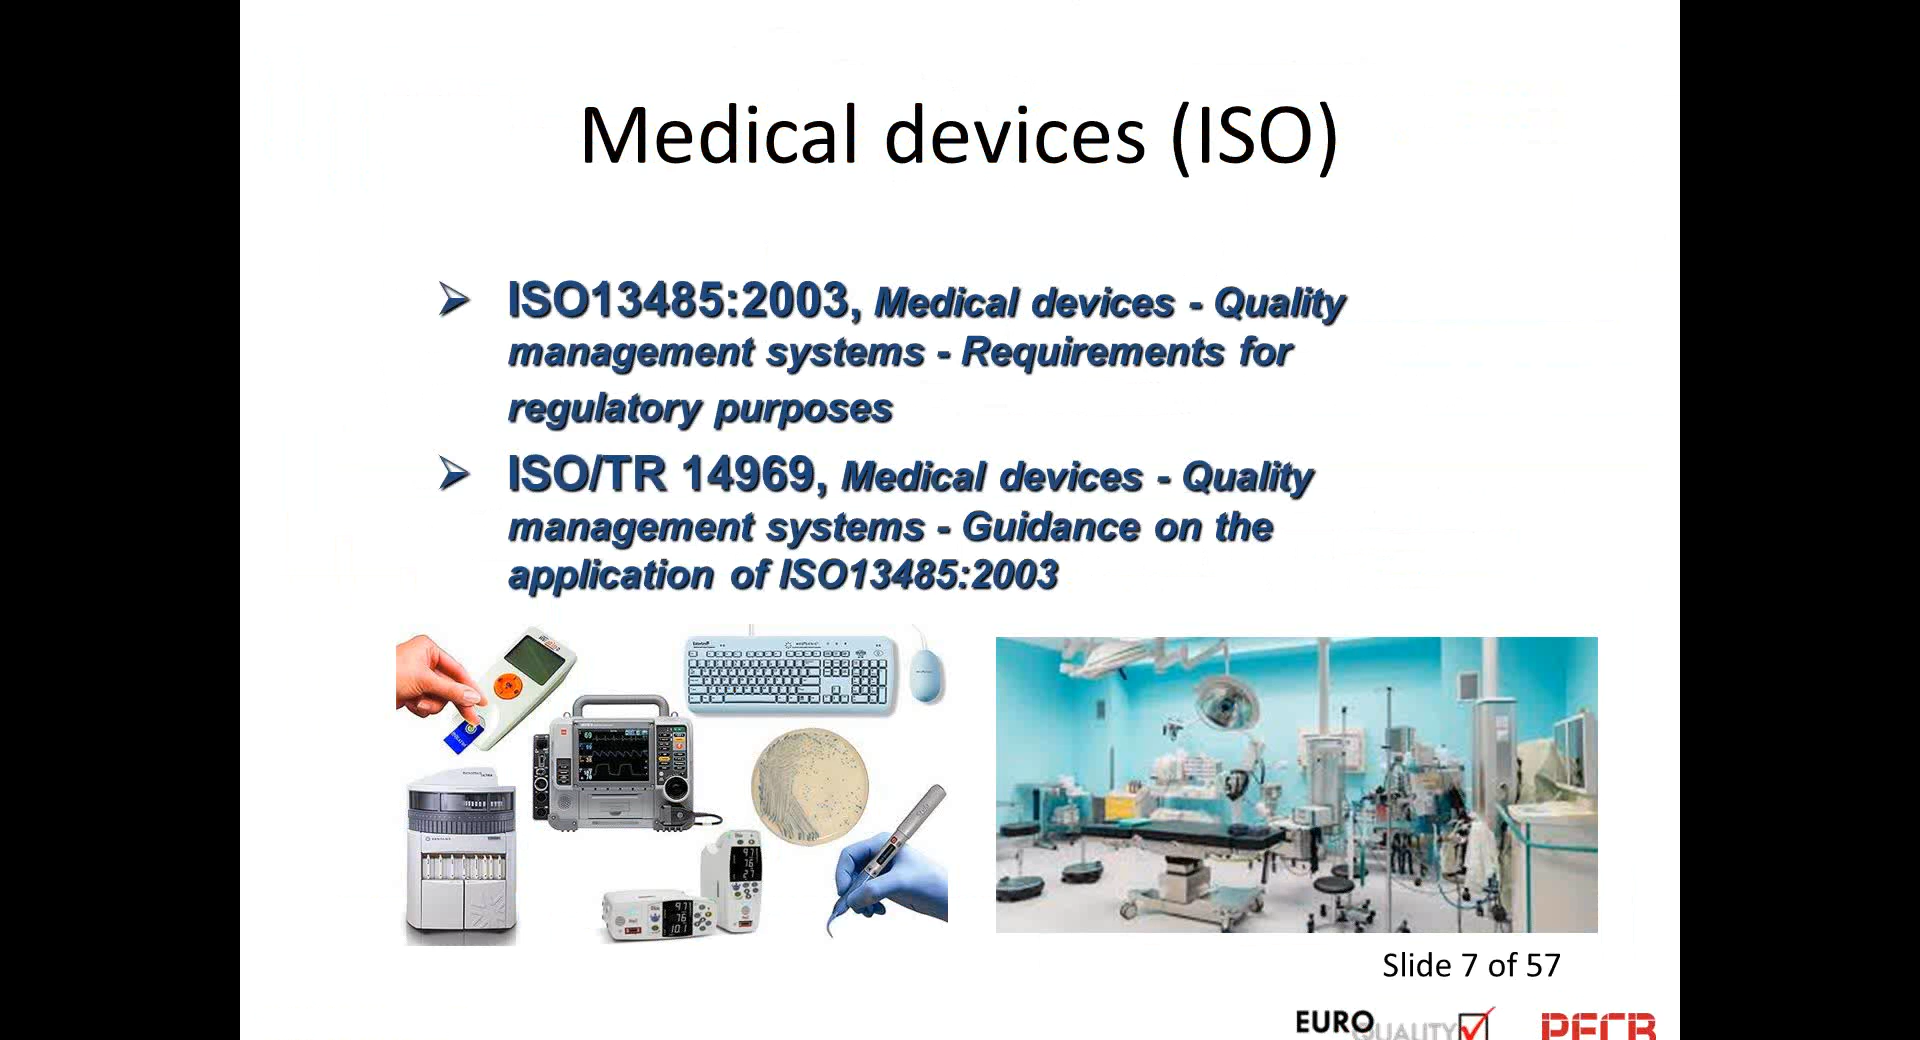 Medical devices (ISO)
ISO13485:2003, Medical devices - Quality
management systems - Requirements for
regulatory purposes
ISO/TR 14969, Medical devices - Quality
management systems - Guidance on the
application of ISO13485:2003
Slide 7 of 57
EURO
QUALITY
PECB